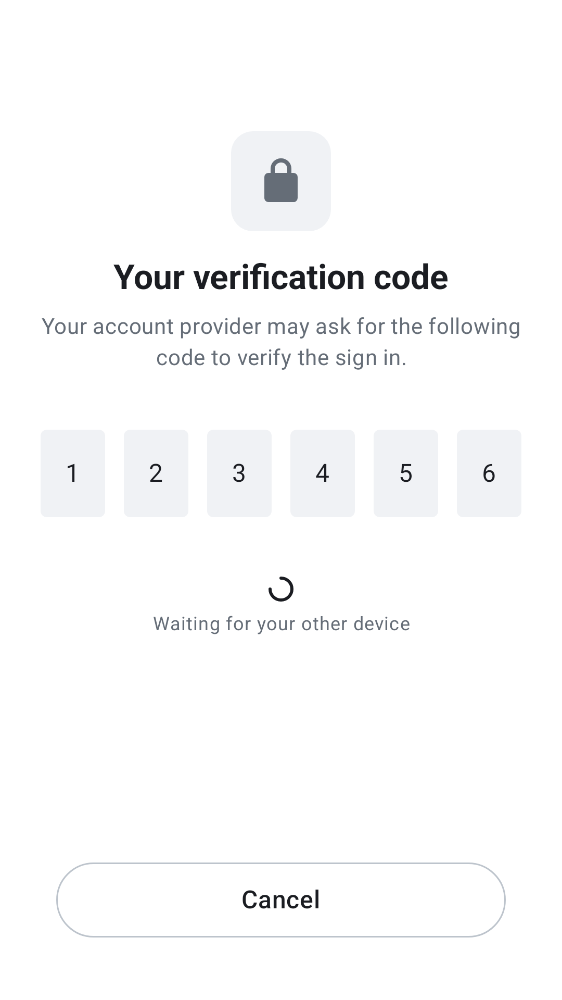 Your verification code
Your account provider may ask for the following
code to verify the sign in.
1 2 3 4 5 6
Waiting for your other device
Cancel